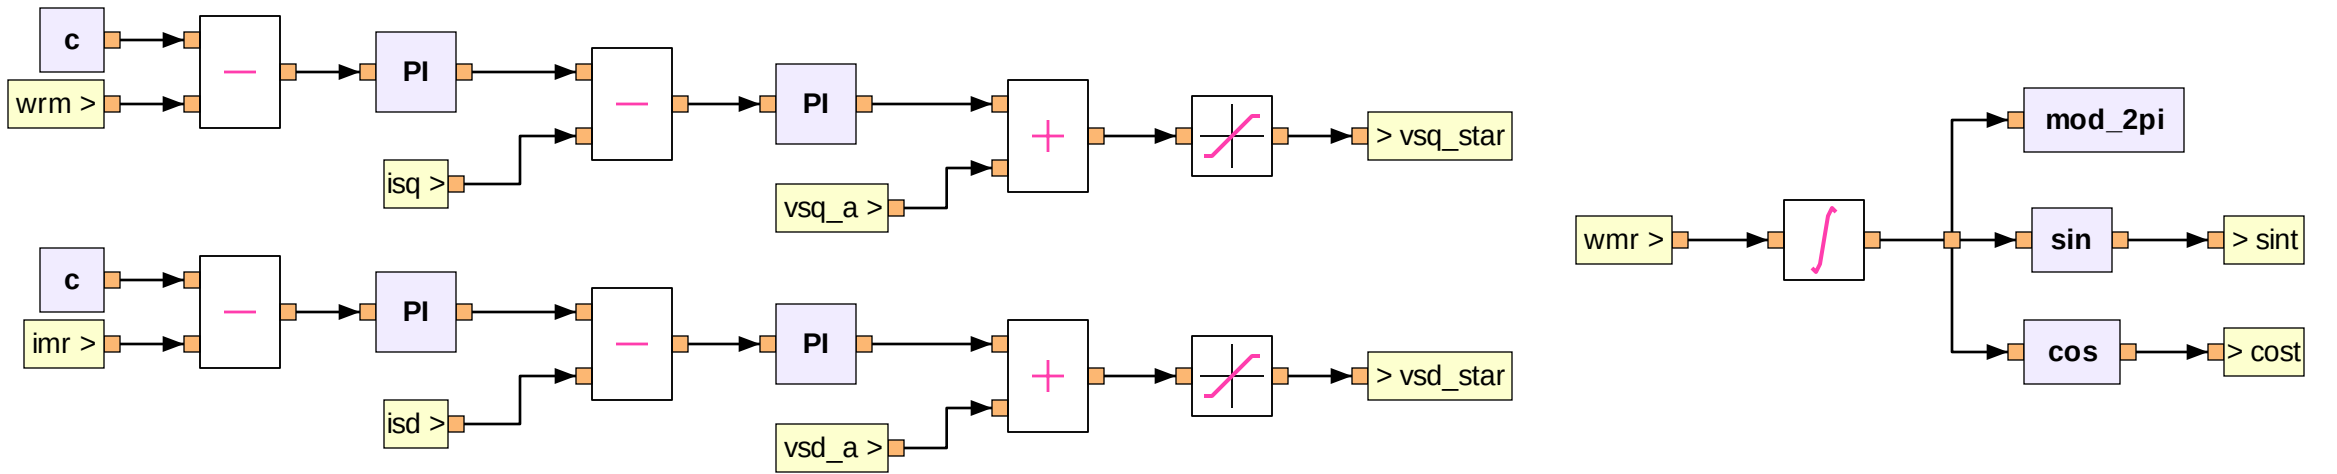 c
wrm >
PI
isq >
PI
vsq_a >
> vsq_star
c
imr >
PI
isd >
PI
vsd_a >
> vsd_star
wmr >
mod_2pi
sin
> sint
cos
> cost